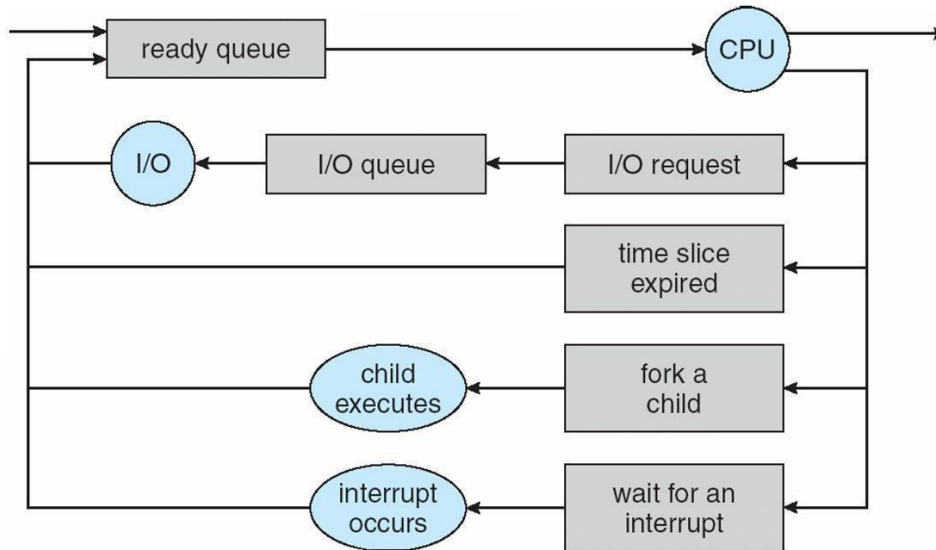 ready queue
CPU
I/O
I/O queue
I/O request
time slice
expired
child
executes
fork a
child
interrupt
occurs
wait for an
interrupt